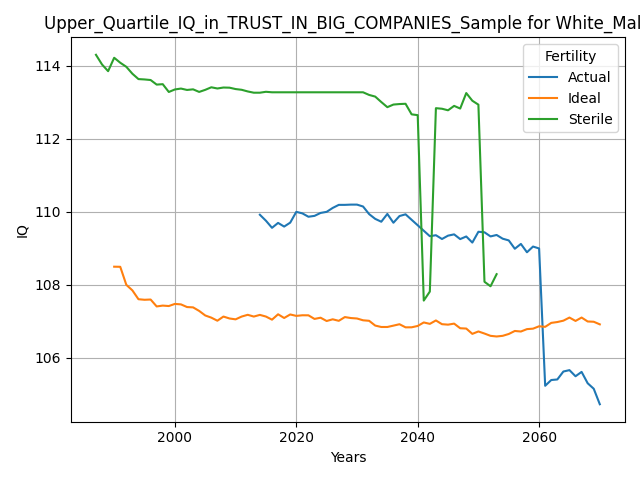 Upper_Quartile_IQ_in_TRUST_IN_BIG_COMPANIES_Sample for White_Mal
Fertility
Actual
Ideal
Sterile
114
112
110
108
106
IQ
2000
2020
2040
2060
Years